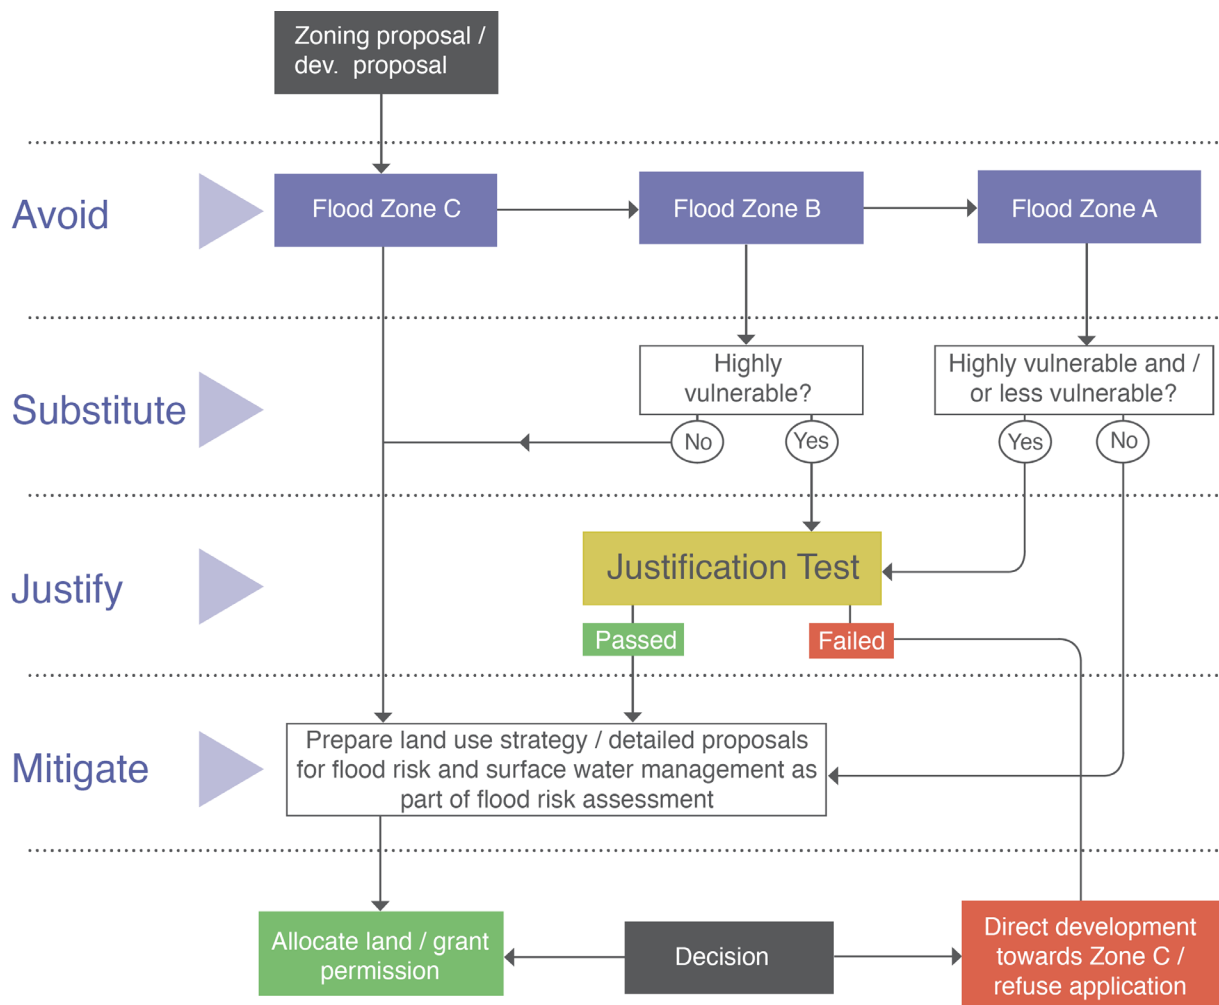 Zoning proposal /
dev. proposal
Avoid
Flood Zone C
Flood Zone B
Flood Zone A
Substitute
Highly
vulnerable?
Highly vulnerable and /
or less vulnerable?
No
Yes
Yes
No
Justify
Justification Test
Passed
Failed
Mitigate
Prepare land use strategy / detailed proposals
for flood risk and surface water management as
part of flood risk assessment
Allocate land / grant
permission
Decision
Direct development
towards Zone C /
refuse application